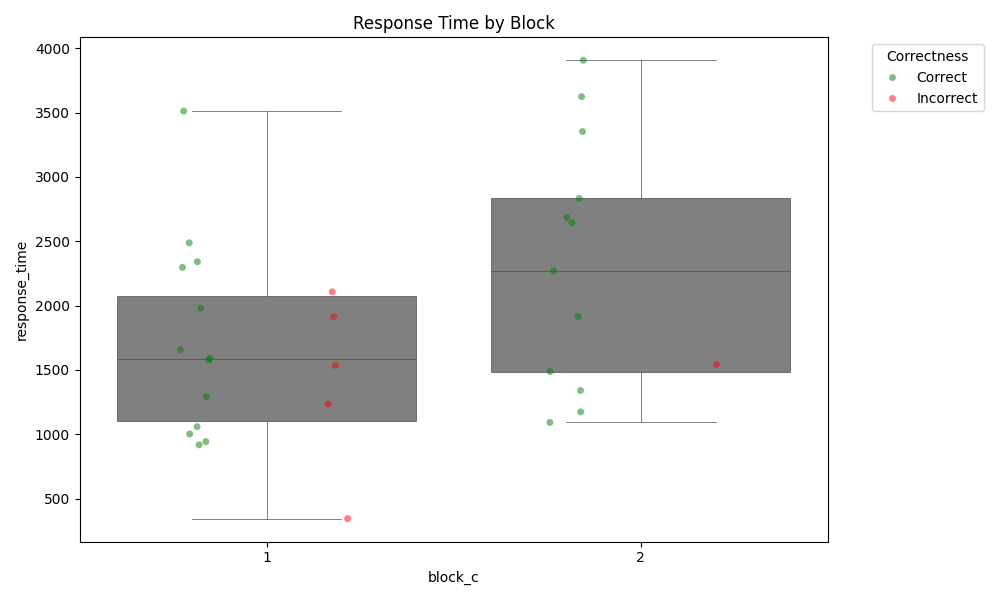 Response Time by Block
Correctness
Correct
Incorrect
response_time
4000
3500
3000
2500
2000
1500
1000
500
1
2
block_c